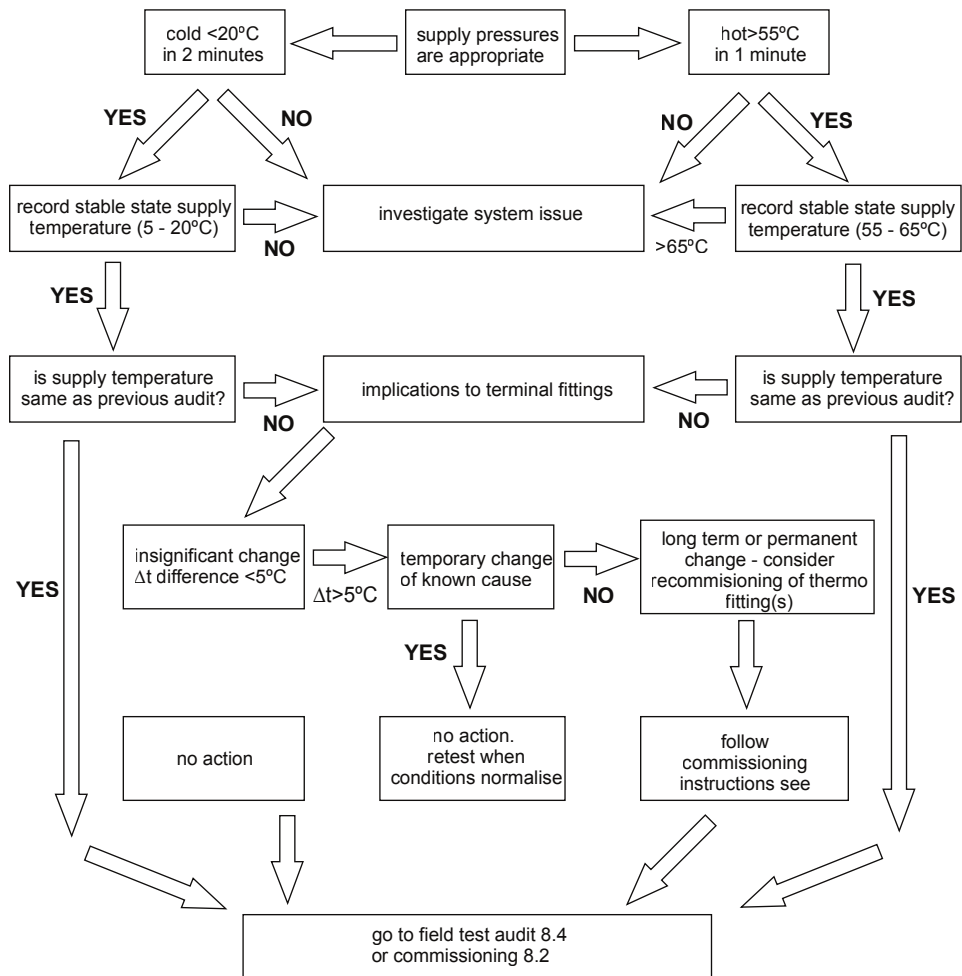 cold <20ºC
in 2 minutes
supply pressures
are appropriate
hot>55ºC
in 1 minute
YES
NO
NO
YES
record stable state supply
temperature (5 - 20ºC)
NO
investigate system issue
>65ºC
record stable state supply
temperature (55 - 65ºC)
YES
YES
is supply temperature
same as previous audit?
NO
implications to terminal fittings
NO
is supply temperature
same as previous audit?
insignificant change
Δt difference <5ºC
Δt>5ºC
temporary change
of known cause
NO
long term or permanent
change - consider
recommisioning of thermo
fitting(s)
YES
YES
YES
no action
no action.
retest when
conditions normalise
follow
commissioning
instructions see
go to field test audit 8.4
or commissioning 8.2